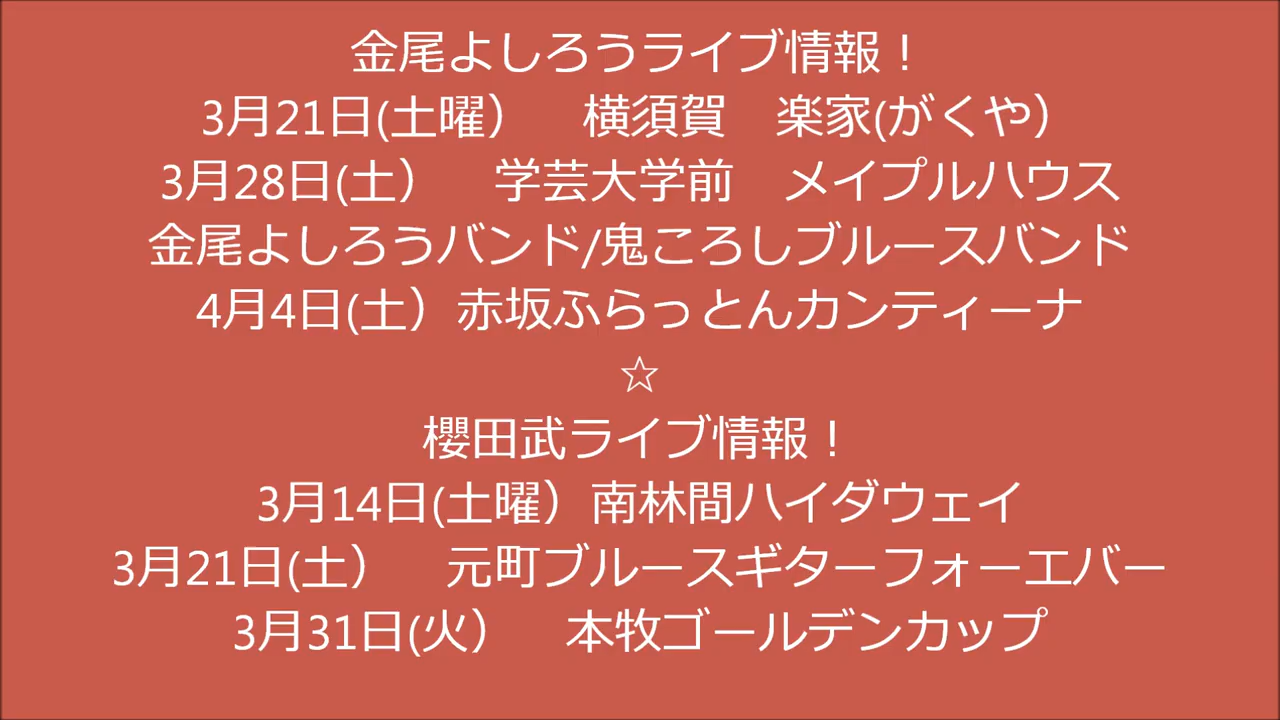 金尾よしろうライブ情報！
3月21日(土曜）　横須賀　楽家(がくや）
3月28日(土）　学芸大学前　メイプルハウス
金尾よしろうバンド/鬼ころしブルースバンド
4月4日(土）赤坂ふらっとんカンティーナ
☆
櫻田武ライブ情報！
3月14日(土曜）南林間ハイダウェイ
3月21日(土）　元町ブルースギターフォーエバー
3月31日(火）　本牧ゴールデンカップ